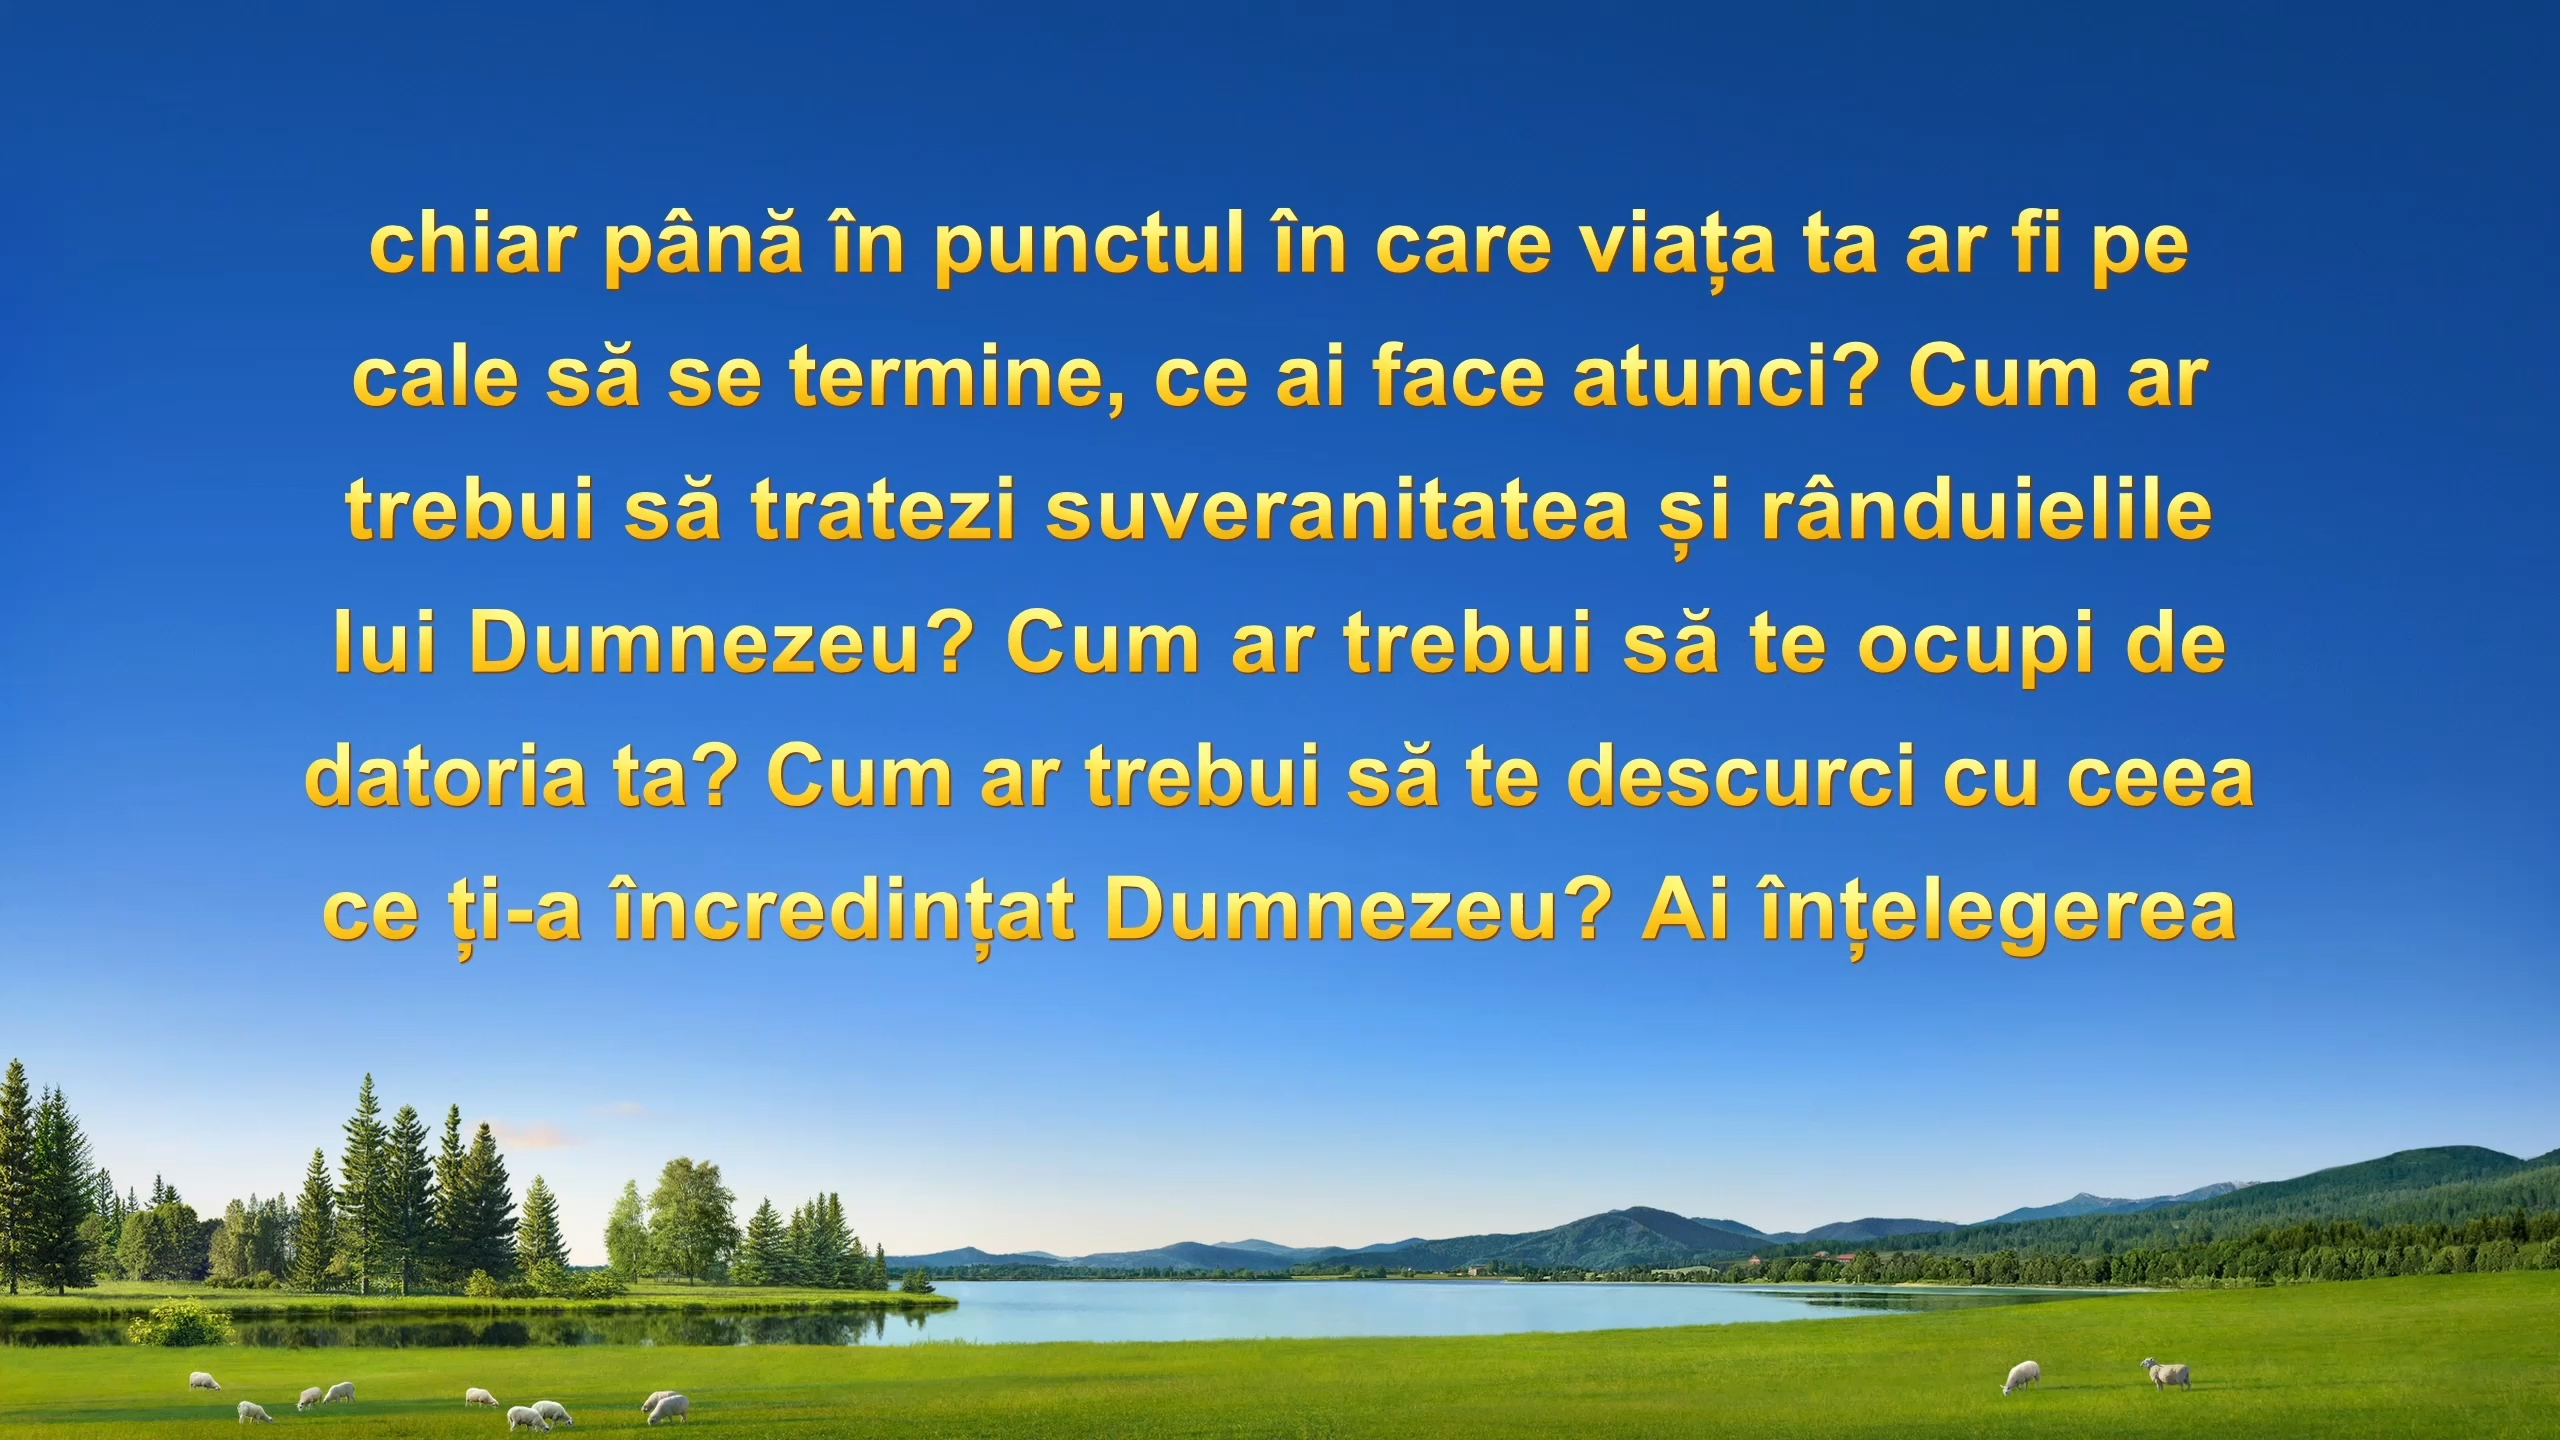 chiar până în punctul în care viața ta ar fi pe
cale să se termine, ce ai face atunci? Cum ar
trebui să tratezi suveranitatea și rânduielile
lui Dumnezeu? Cum ar trebui să te ocupi de
datoria ta? Cum ar trebui să te descurci cu ceea
ce ți-a încredințat Dumnezeu? Ai înțelegerea